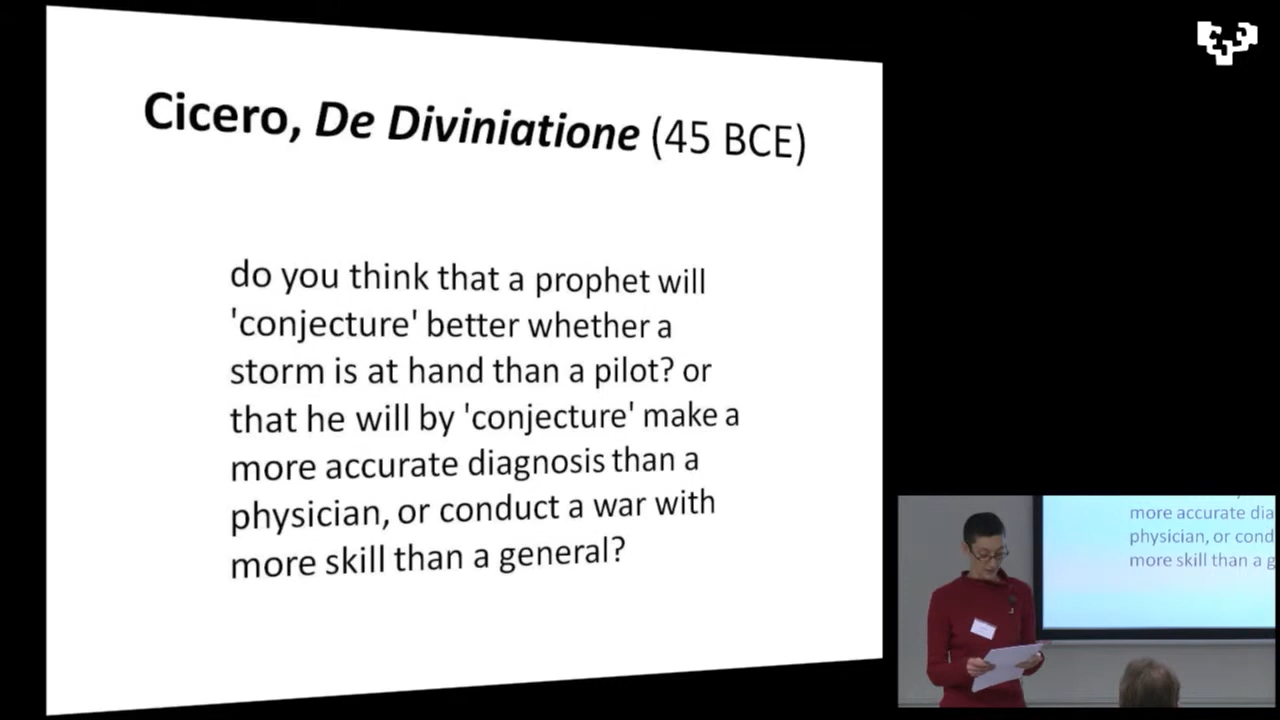 Cicero, De Diviniatione (45 BCE)
do you think that a prophet will
'conjecture' better whether a
storm is at hand than a pilot? or
that he will by 'conjecture' make a
more accurate diagnosis than a
physician, or conduct a war with
more skill than a general?
more accurate dia
physician, or cond
more skill than a g